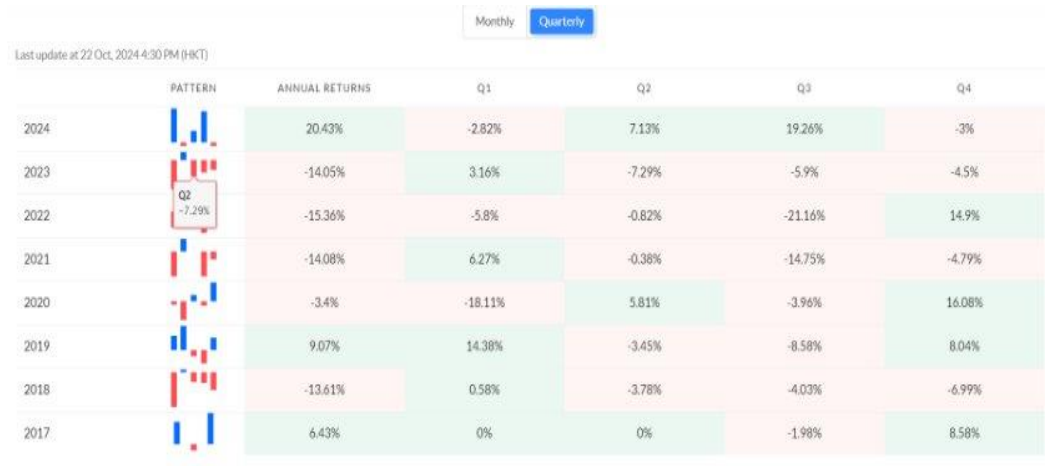 Monthly Quarterly
Last update at 22 Oct, 2024 4:30 PM (HKT)
PATTERN ANNUAL RETURNS Q1 Q2 Q3 Q4
2024 20.43% -2.82% 7.13% 19.26% -3%
2023 -14.05% 3.16% -7.29% -5.9% -4.5%
Q2
-7.29%
2022 -15.36% -5.8% -0.82% -21.16% 14.9%
2021 -14.08% 6.27% -0.38% -14.75% -4.79%
2020 -3.4% -18.11% 5.81% -3.96% 16.08%
2019 9.07% 14.38% -3.45% -8.58% 8.04%
2018 -13.61% 0.58% -3.78% -4.03% -6.99%
2017 6.43% 0% 0% -1.98% 8.58%